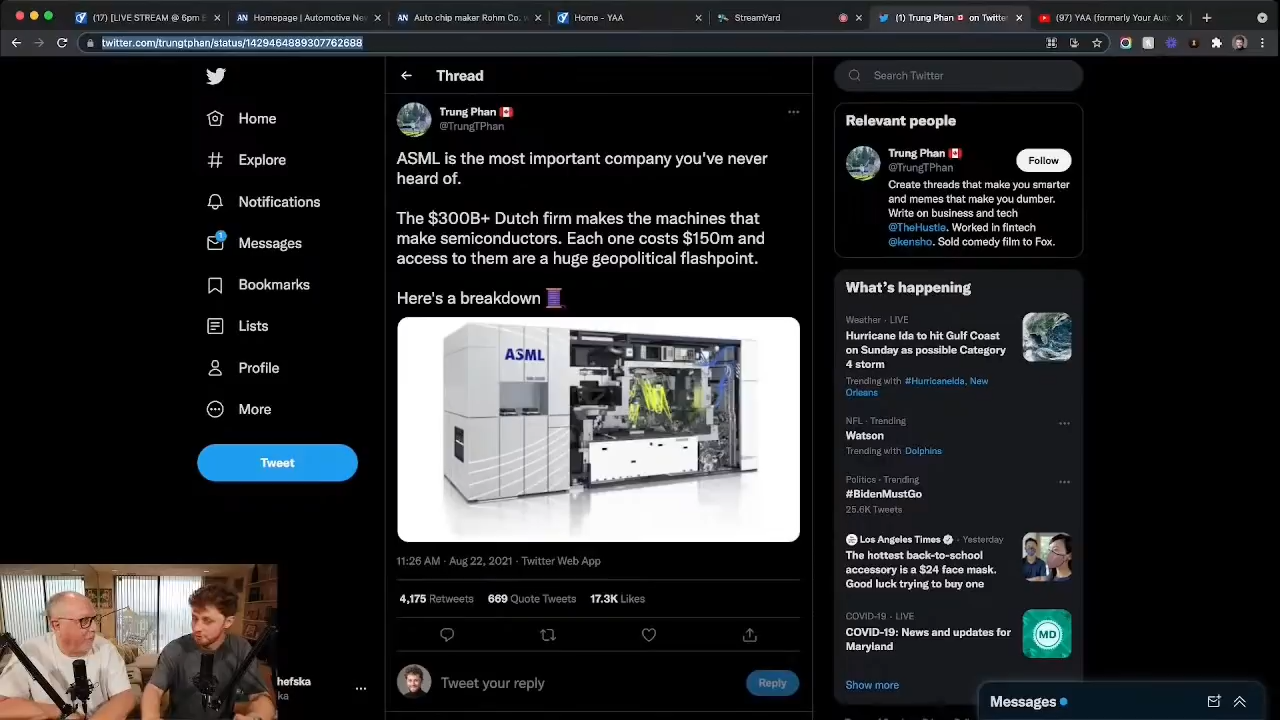 (17) [LIVE STREAM @ 6pm E
Homepage | Automotive Ne
Auto chip maker Rohm Co. w
Home - YAA
StreamYard
(1) Trung Phan 🇨🇦 on Twitter
(97) YAA (formerly Your Auto
twitter.com/trungtphan/status/1429464889307762688
Home
Explore
Notifications
1
Messages
Bookmarks
Lists
Profile
More
Tweet
hefska
ka
Thread
Trung Phan 🇨🇦
@TrungTPhan
ASML is the most important company you've never
heard of.
The $300B+ Dutch firm makes the machines that
make semiconductors. Each one costs $150m and
access to them are a huge geopolitical flashpoint.
Here's a breakdown 🧵
ASML
11:26 AM · Aug 22, 2021 · Twitter Web App
4,175 Retweets 669 Quote Tweets 17.3K Likes
Tweet your reply
Reply
Search Twitter
Relevant people
Trung Phan 🇨🇦
@TrungTPhan
Follow
Create threads that make you smarter
and memes that make you dumber.
Write on business and tech
@TheHustle. Worked in fintech
@kensho. Sold comedy film to Fox.
What's happening
Weather · LIVE
Hurricane Ida to hit Gulf Coast
on Sunday as possible Category
4 storm
Trending with #HurricaneIda, New
Orleans
NFL · Trending
Watson
Trending with Dolphins
Politics · Trending
#BidenMustGo
25.6K Tweets
Los Angeles Times · Yesterday
The hottest back-to-school
accessory is a $24 face mask.
Good luck trying to buy one
COVID-19 · LIVE
COVID-19: News and updates for
Maryland
MD
Show more
Messages